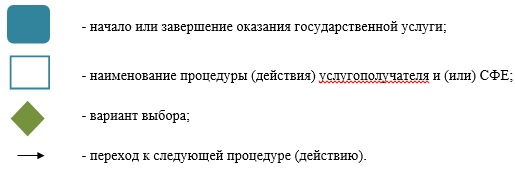 - начало или завершение оказания государственной услуги;
- наименование процедуры (действия) услугополучателя и (или) СФЕ;
- вариант выбора;
- переход к следующей процедуре (действию).